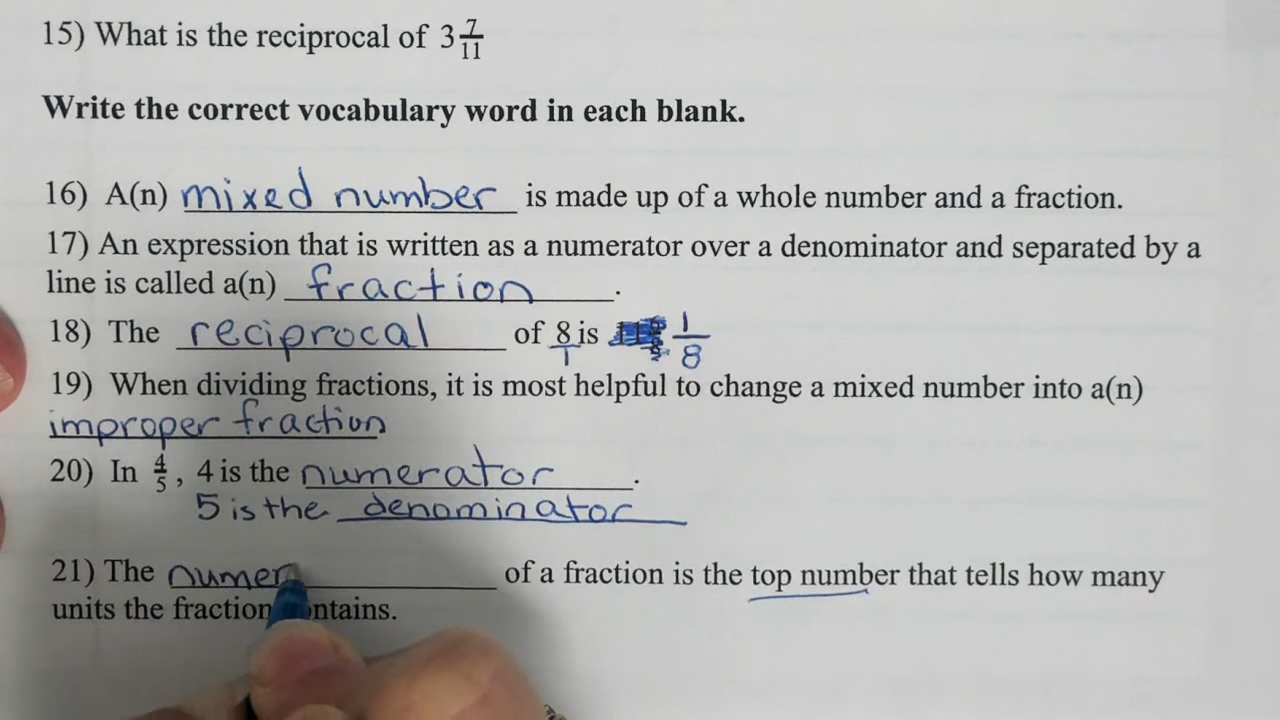 15) What is the reciprocal of 3 7/11
Write the correct vocabulary word in each blank.
16) A(n) mixed number is made up of a whole number and a fraction.
17) An expression that is written as a numerator over a denominator and separated by a
line is called a(n) fraction.
18) The reciprocal of 8/1 is 1/8
19) When dividing fractions, it is most helpful to change a mixed number into a(n)
improper fraction
20) In 4/5, 4 is the numerator.
5 is the denominator
21) The numer of a fraction is the top number that tells how many
units the fraction